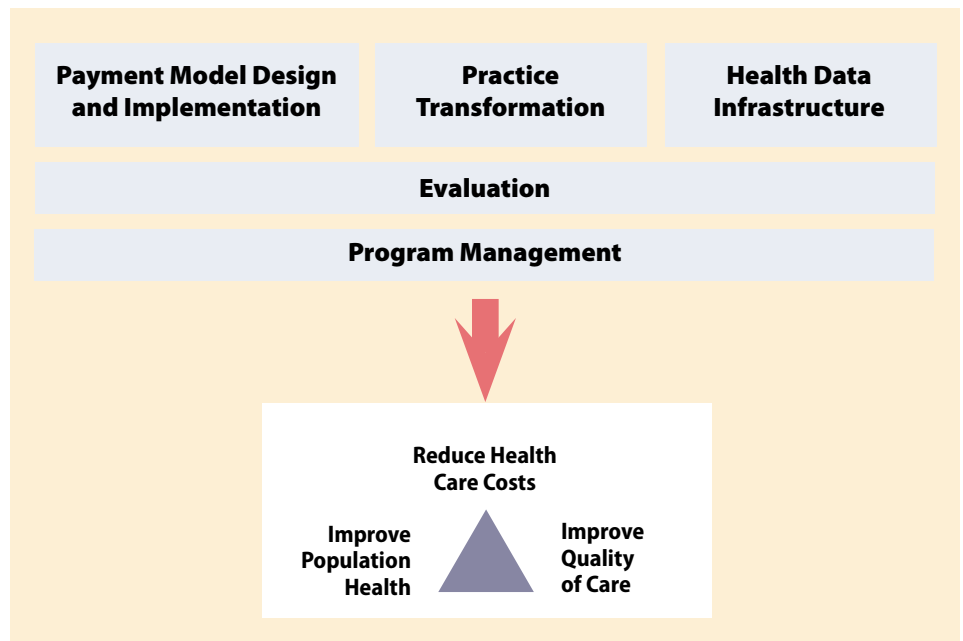 Payment Model Design
and Implementation
Practice
Transformation
Health Data
Infrastructure
Evaluation
Program Management
Reduce Health
Care Costs
Improve
Population
Health
Improve
Quality
of Care